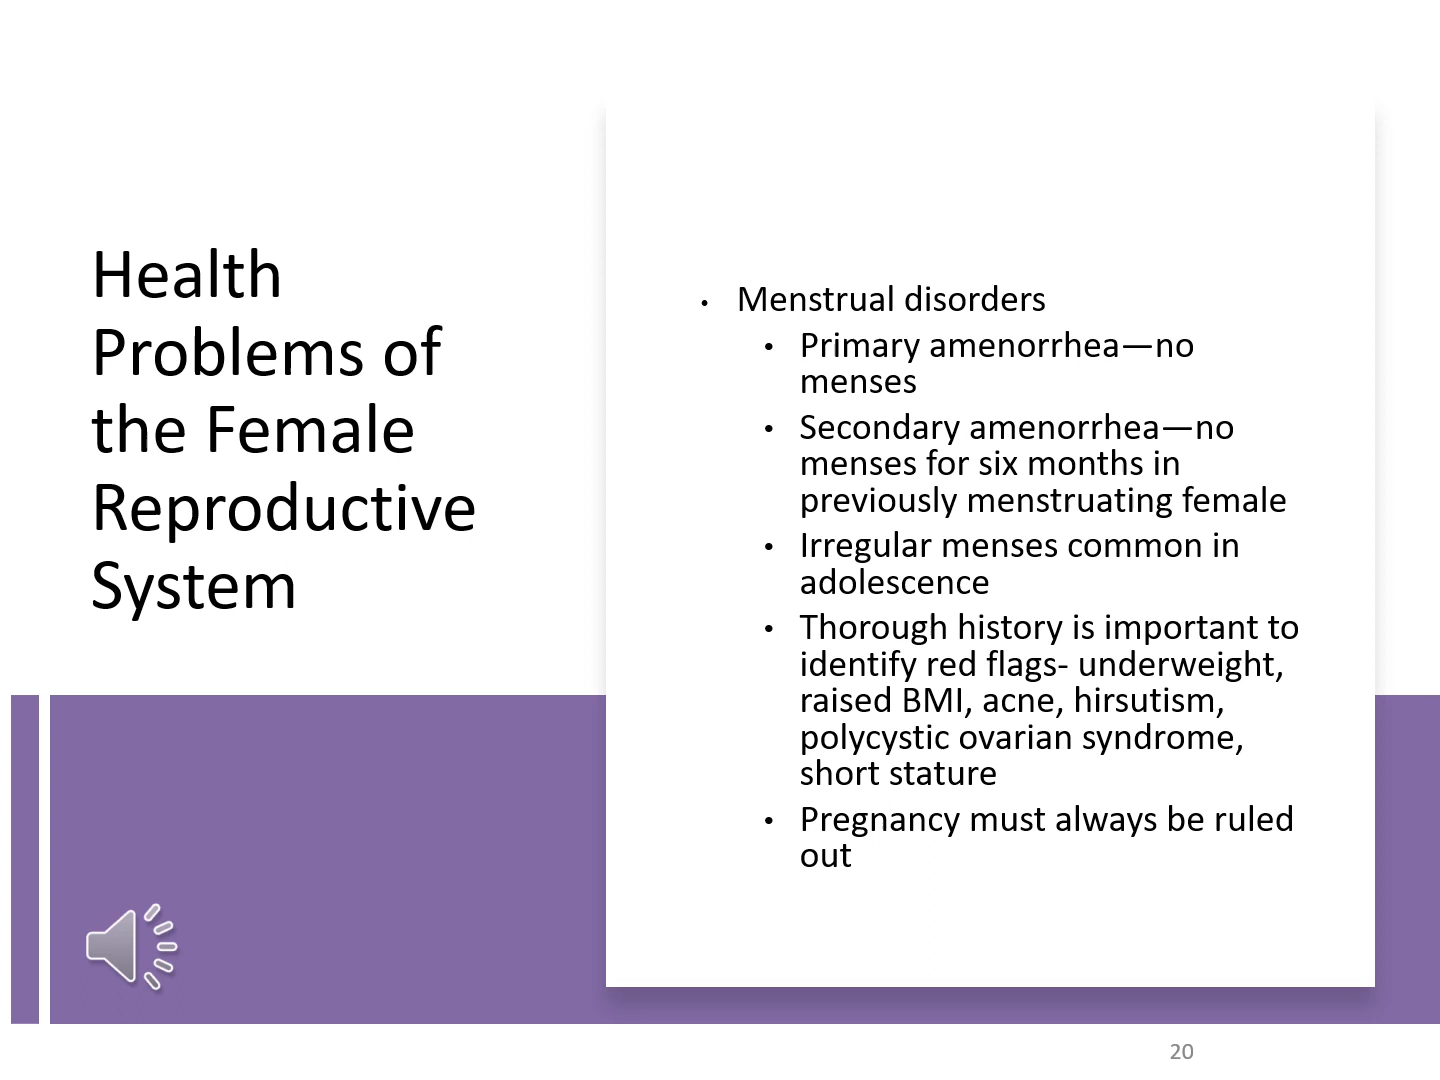 Health
Problems of
the Female
Reproductive
System
• Menstrual disorders
• Primary amenorrhea—no
menses
• Secondary amenorrhea—no
menses for six months in
previously menstruating female
• Irregular menses common in
adolescence
• Thorough history is important to
identify red flags- underweight,
raised BMI, acne, hirsutism,
polycystic ovarian syndrome,
short stature
• Pregnancy must always be ruled
out
20